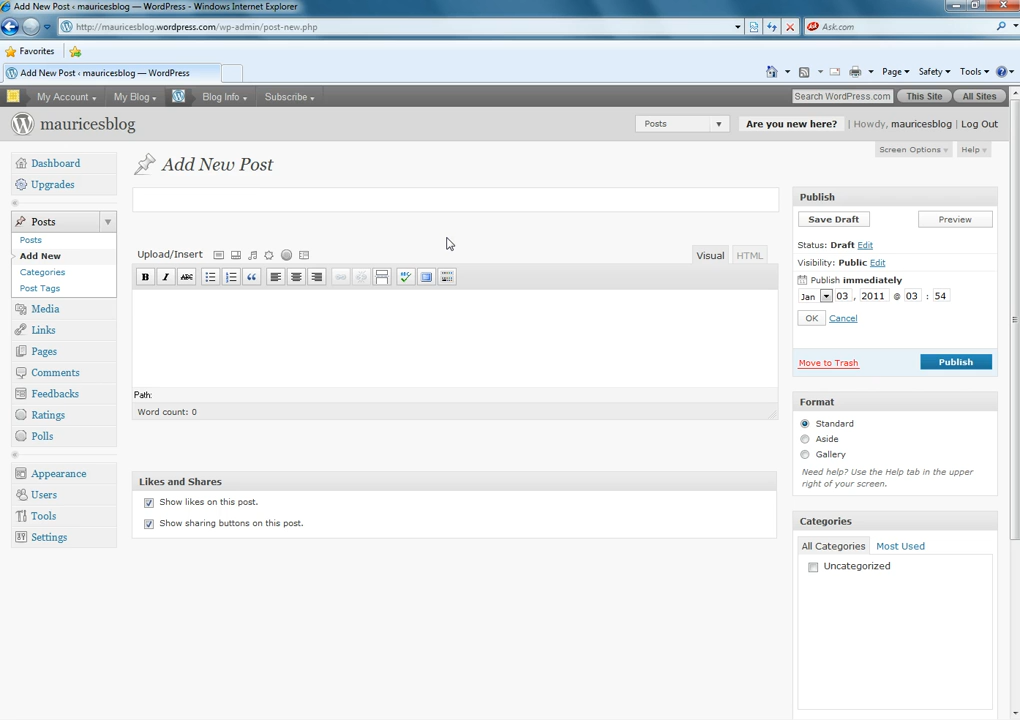 Add New Post ‹ mauricesblog — WordPress - Windows Internet Explorer
http://mauricesblog.wordpress.com/wp-admin/post-new.php
Ask.com
Favorites
Add New Post ‹ mauricesblog — WordPress
Page
Safety
Tools
My Account
My Blog
Blog Info
Subscribe
Search WordPress.com
This Site
All Sites
mauricesblog
Posts
Are you new here?
| Howdy, mauricesblog | Log Out
Screen Options
Help
Dashboard
Upgrades
Posts
Posts
Add New
Categories
Post Tags
Media
Links
Pages
Comments
Feedbacks
Ratings
Polls
Appearance
Users
Tools
Settings
Add New Post
Upload/Insert
Visual
HTML
B I ABC
Path:
Word count: 0
Likes and Shares
Show likes on this post.
Show sharing buttons on this post.
Publish
Save Draft
Preview
Status: Draft Edit
Visibility: Public Edit
Publish immediately
Jan 03 , 2011 @ 03 : 54
OK Cancel
Move to Trash
Publish
Format
Standard
Aside
Gallery
Need help? Use the Help tab in the upper
right of your screen.
Categories
All Categories
Most Used
Uncategorized